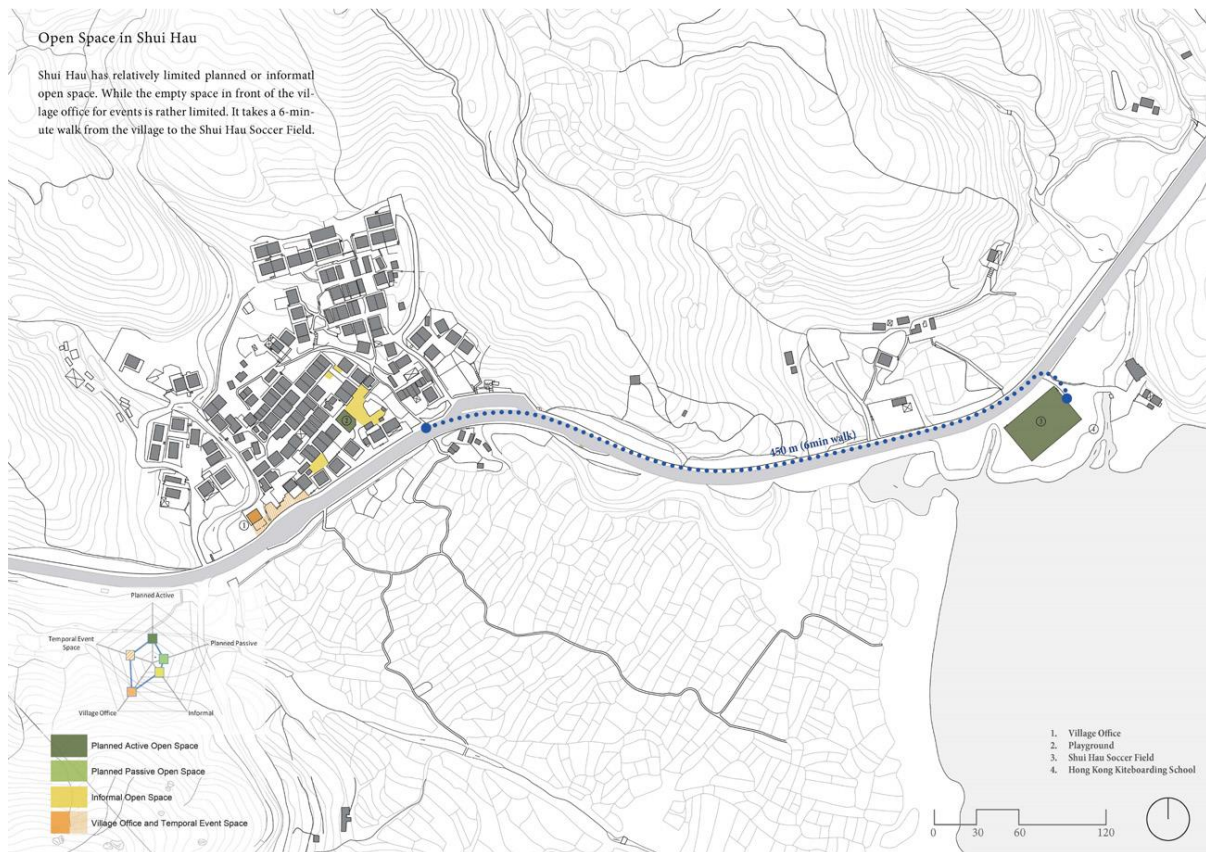 Open Space in Shui Hau
Shui Hau has relatively limited planned or informatl
open space. While the empty space in front of the vil-
lage office for events is rather limited. It takes a 6-min-
ute walk from the village to the Shui Hau Soccer Field.
2
1
450 m (6min walk)
3
4
Planned Active
Temporal Event
Space
Planned Passive
Village Office
Informal
Planned Active Open Space
Planned Passive Open Space
Informal Open Space
Village Office and Temporal Event Space
1. Village Office
2. Playground
3. Shui Hau Soccer Field
4. Hong Kong Kiteboarding School
0 30 60 120